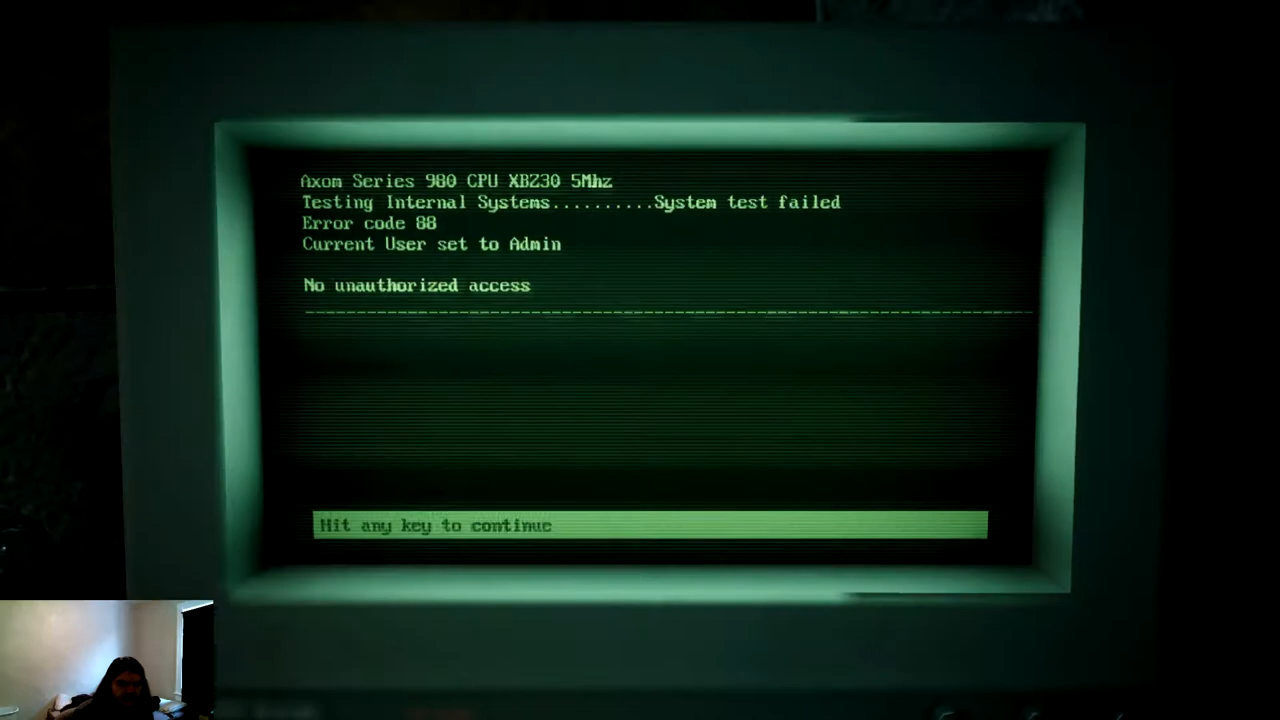 Axom Series 980 CPU XBZ30 5Mhz
Testing Internal Systems..........System test failed
Error code 88
Current User set to Admin
No unauthorized access
Hit any key to continue